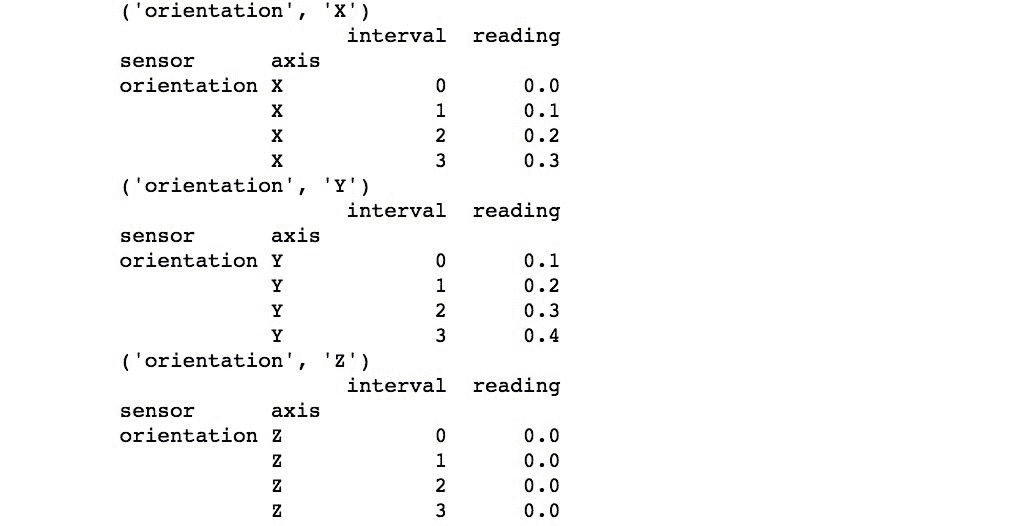 ('orientation', 'X')
interval reading
sensor axis
orientation X 0 0.0
X 1 0.1
X 2 0.2
X 3 0.3
('orientation', 'Y')
interval reading
sensor axis
orientation Y 0 0.1
Y 1 0.2
Y 2 0.3
Y 3 0.4
('orientation', 'Z')
interval reading
sensor axis
orientation Z 0 0.0
Z 1 0.0
Z 2 0.0
Z 3 0.0